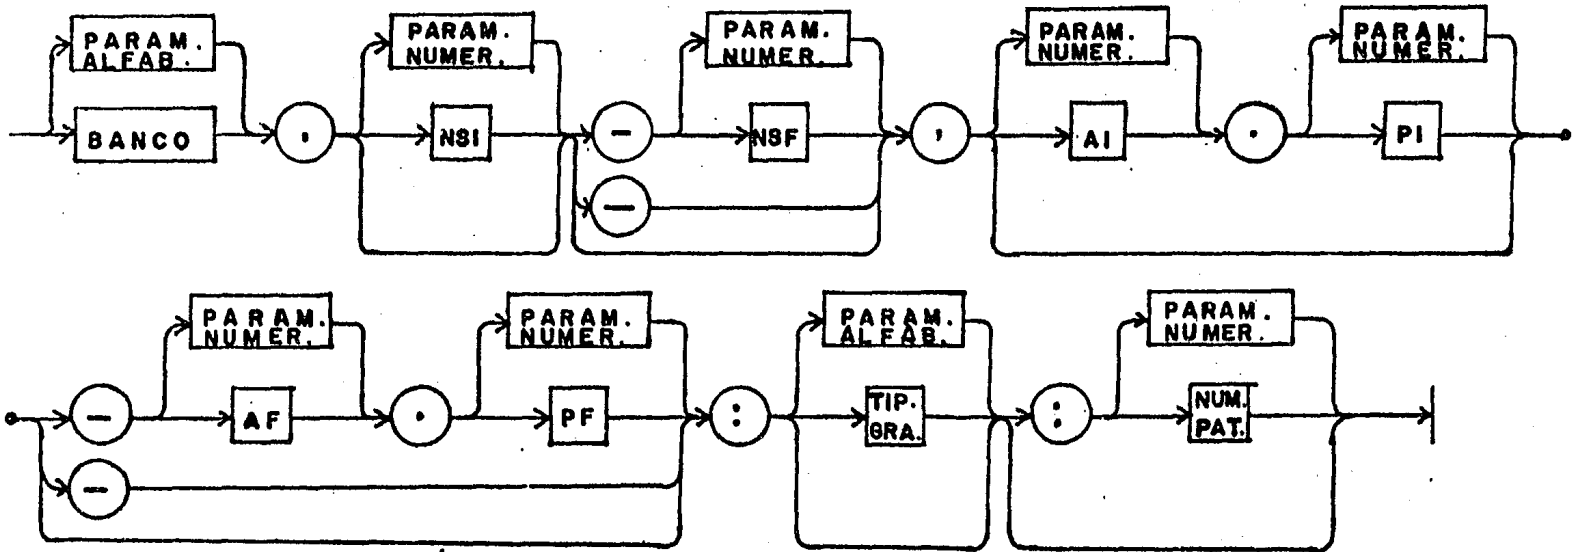 PARAM.
ALFAB.
PARAM.
NUMER.
PARAM.
NUMER.
PARAM.
NUMER.
PARAM.
NUMER.
BANCO
.
NSI
-
NSF
,
AI
.
PI
-
PARAM.
NUMER.
PARAM.
NUMER.
PARAM.
ALFAB.
PARAM.
NUMER.
-
AF
.
PF
:
TIP.
GRA.
:
NUM.
PAT.
-